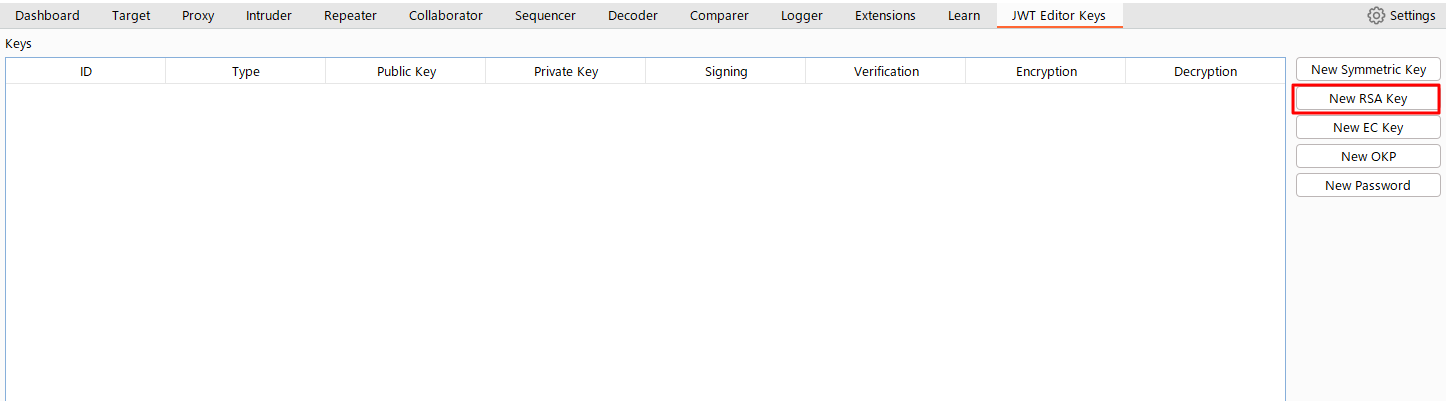 Dashboard Target Proxy Intruder Repeater Collaborator Sequencer Decoder Comparer Logger Extensions Learn JWT Editor Keys Settings
Keys
ID Type Public Key Private Key Signing Verification Encryption Decryption
New Symmetric Key
New RSA Key
New EC Key
New OKP
New Password